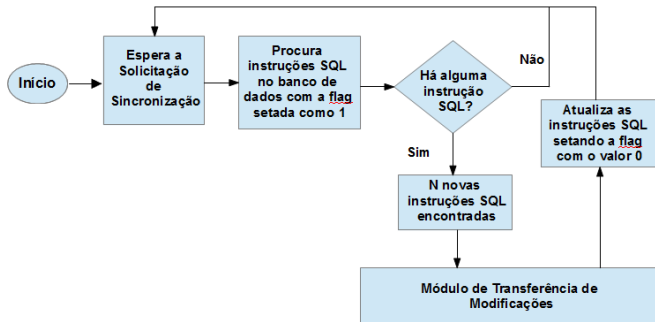 Início
Espera a
Solicitação
de
Sincronização
Procura
instruções SQL
no banco de
dados com a flag
setada como 1
Há alguma
instrução
SQL?
Não
Sim
N novas
instruções SQL
encontradas
Módulo de Transferência de
Modificações
Atualiza as
instruções SQL
setando a flag
com o valor 0